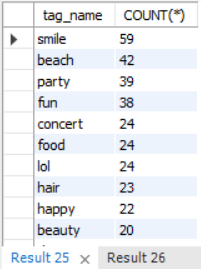 tag_name COUNT(*)
smile 59
beach 42
party 39
fun 38
concert 24
food 24
lol 24
hair 23
happy 22
beauty 20
Result 25 × Result 26